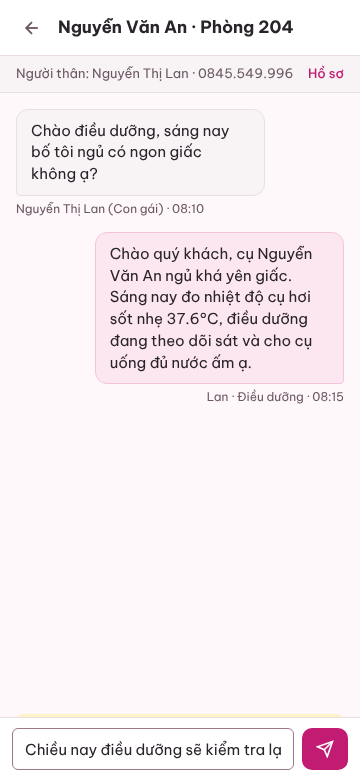 Nguyễn Văn An · Phòng 204
Người thân: Nguyễn Thị Lan · 0845.549.996 Hồ sơ
Chào điều dưỡng, sáng nay
bố tôi ngủ có ngon giấc
không ạ?
Nguyễn Thị Lan (Con gái) · 08:10
Chào quý khách, cụ Nguyễn
Văn An ngủ khá yên giấc.
Sáng nay đo nhiệt độ cụ hơi
sốt nhẹ 37.6°C, điều dưỡng
đang theo dõi sát và cho cụ
uống đủ nước ấm ạ.
Lan · Điều dưỡng · 08:15
Chiều nay điều dưỡng sẽ kiểm tra lạ